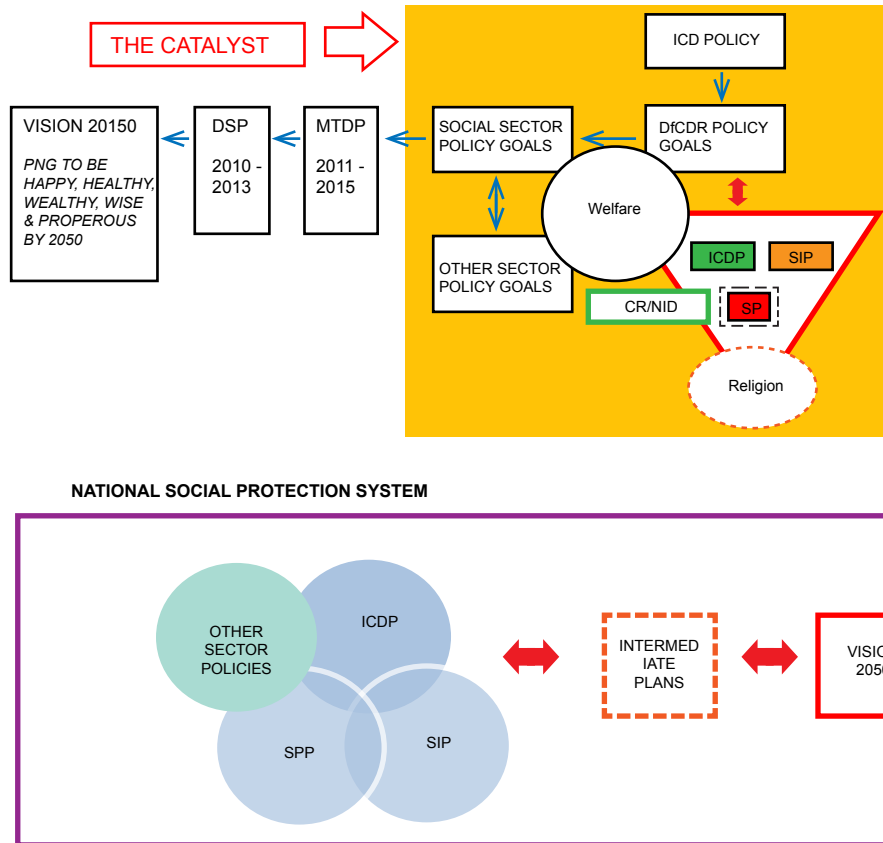 THE CATALYST
ICD POLICY
VISION 20150
PNG TO BE
HAPPY, HEALTHY,
WEALTHY, WISE
& PROPEROUS
BY 2050
DSP
2010 -
2013
MTDP
2011 -
2015
SOCIAL SECTOR
POLICY GOALS
DfCDR POLICY
GOALS
Welfare
OTHER SECTOR
POLICY GOALS
ICDP
SIP
CR/NID
SP
Religion
NATIONAL SOCIAL PROTECTION SYSTEM
OTHER
SECTOR
POLICIES
ICDP
SPP
SIP
INTERMED
IATE
PLANS
VISIO
2050